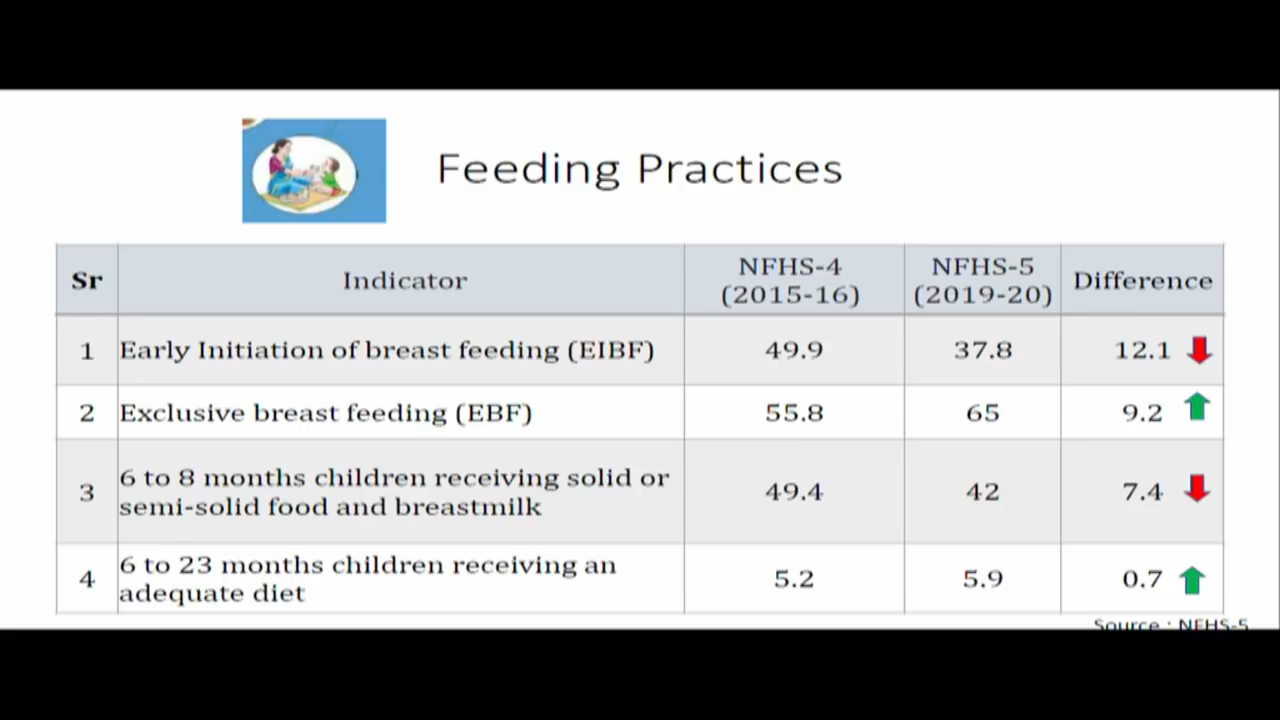 Feeding Practices
Sr Indicator NFHS-4 (2015-16) NFHS-5 (2019-20) Difference
1 Early Initiation of breast feeding (EIBF) 49.9 37.8 12.1
2 Exclusive breast feeding (EBF) 55.8 65 9.2
3 6 to 8 months children receiving solid or
semi-solid food and breastmilk 49.4 42 7.4
4 6 to 23 months children receiving an
adequate diet 5.2 5.9 0.7
Source : NFHS-5